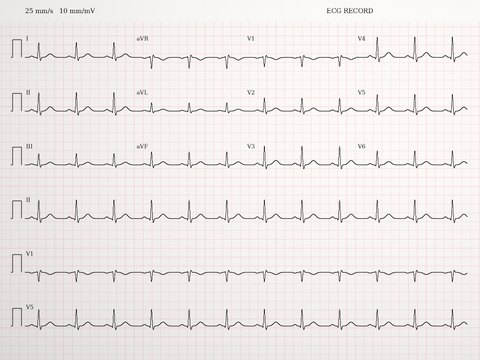 25 mm/s 10 mm/mV ECG RECORD
I aVR V1 V4
II aVL V2 V5
III aVF V3 V6
II
V1
V5